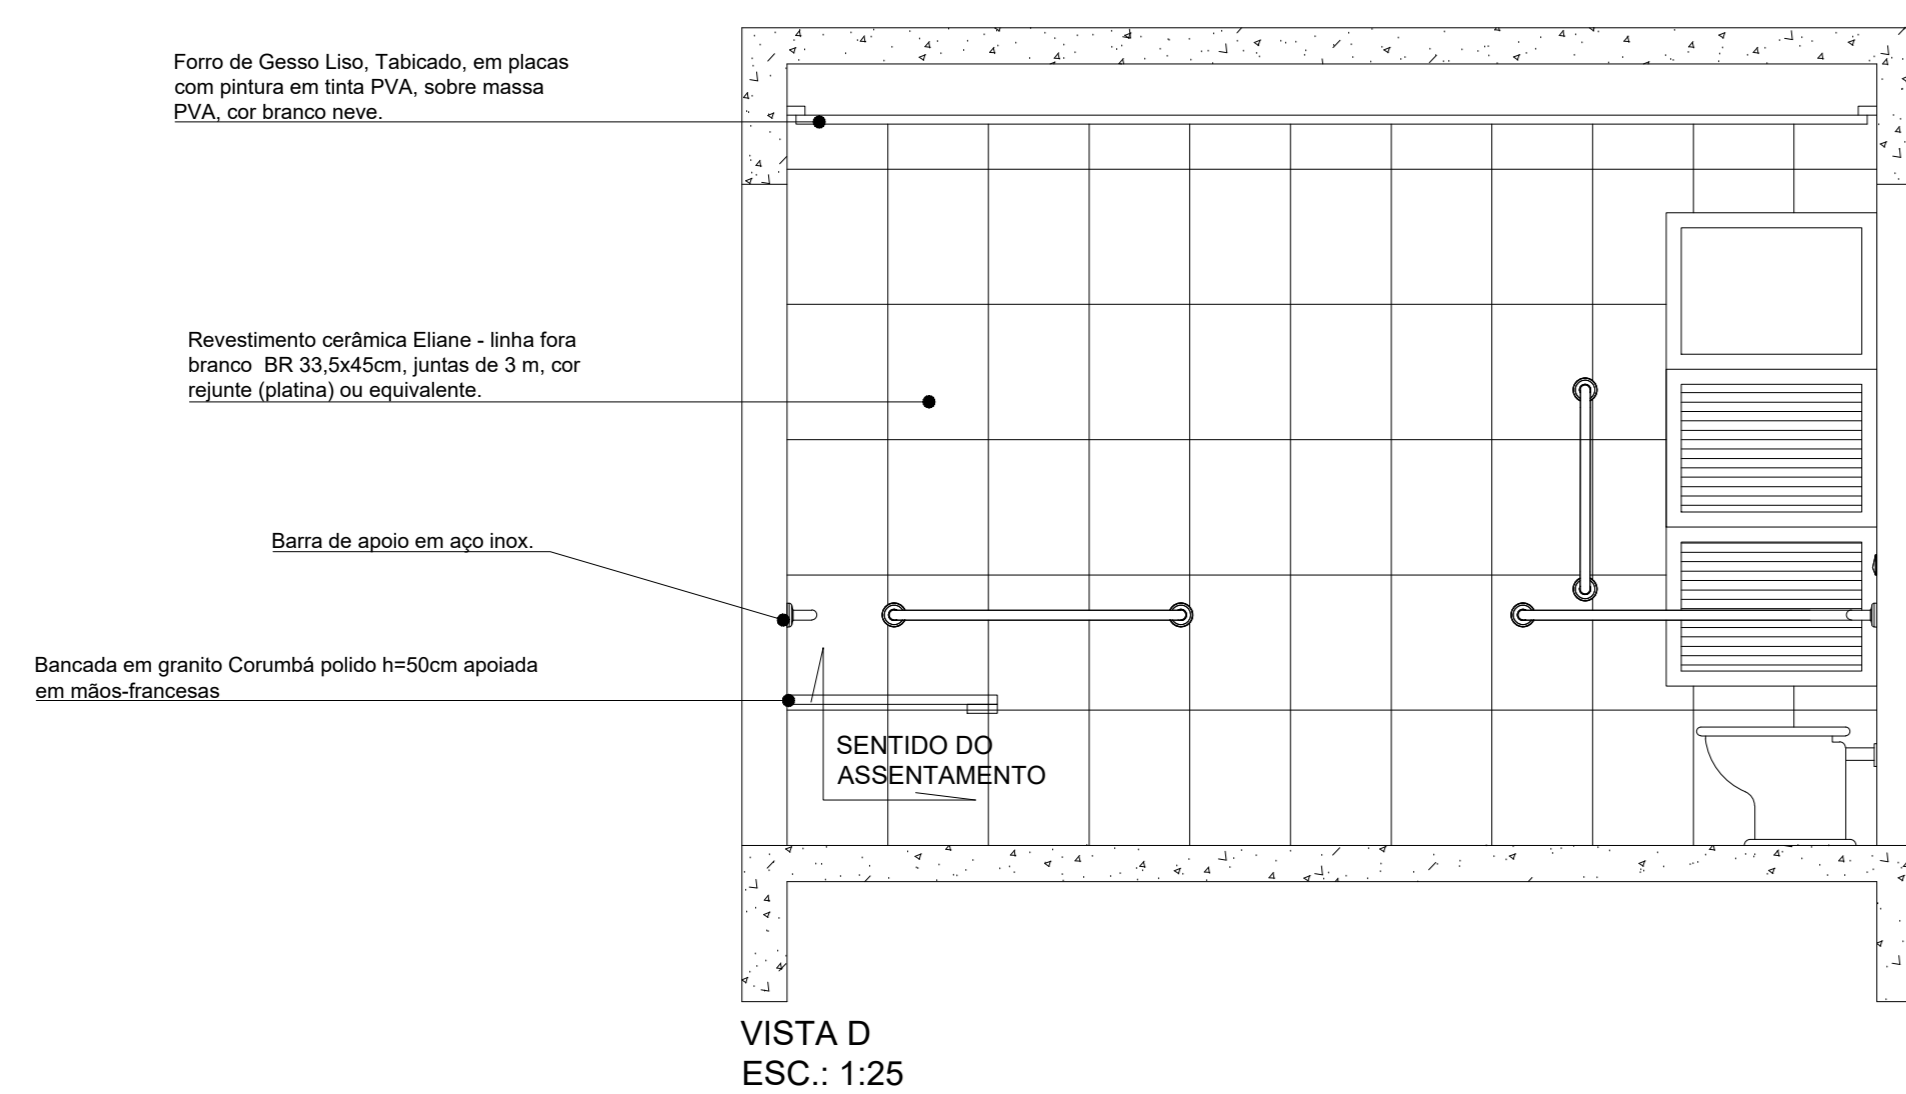 Forro de Gesso Liso, Tabicado, em placas
com pintura em tinta PVA, sobre massa
PVA, cor branco neve.
Revestimento cerâmica Eliane - linha fora
branco BR 33,5x45cm, juntas de 3 m, cor
rejunte (platina) ou equivalente.
Barra de apoio em aço inox.
Bancada em granito Corumbá polido h=50cm apoiada
em mãos-francesas
SENTIDO DO
ASSENTAMENTO
VISTA D
ESC.: 1:25